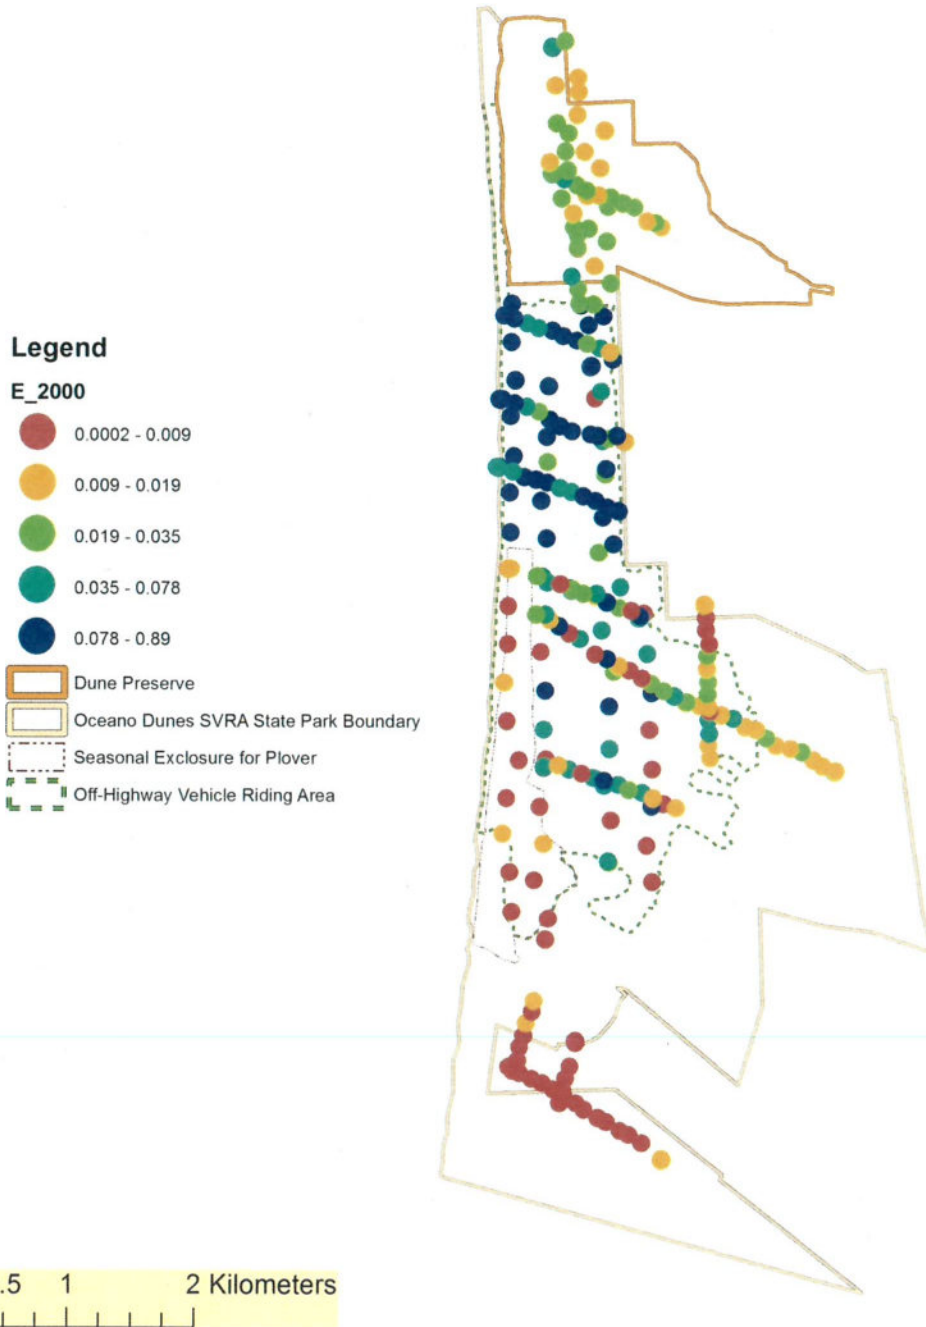 Legend
E_2000
0.0002 - 0.009
0.009 - 0.019
0.019 - 0.035
0.035 - 0.078
0.078 - 0.89
Dune Preserve
Oceano Dunes SVRA State Park Boundary
Seasonal Exclosure for Plover
Off-Highway Vehicle Riding Area
.5 1 2 Kilometers